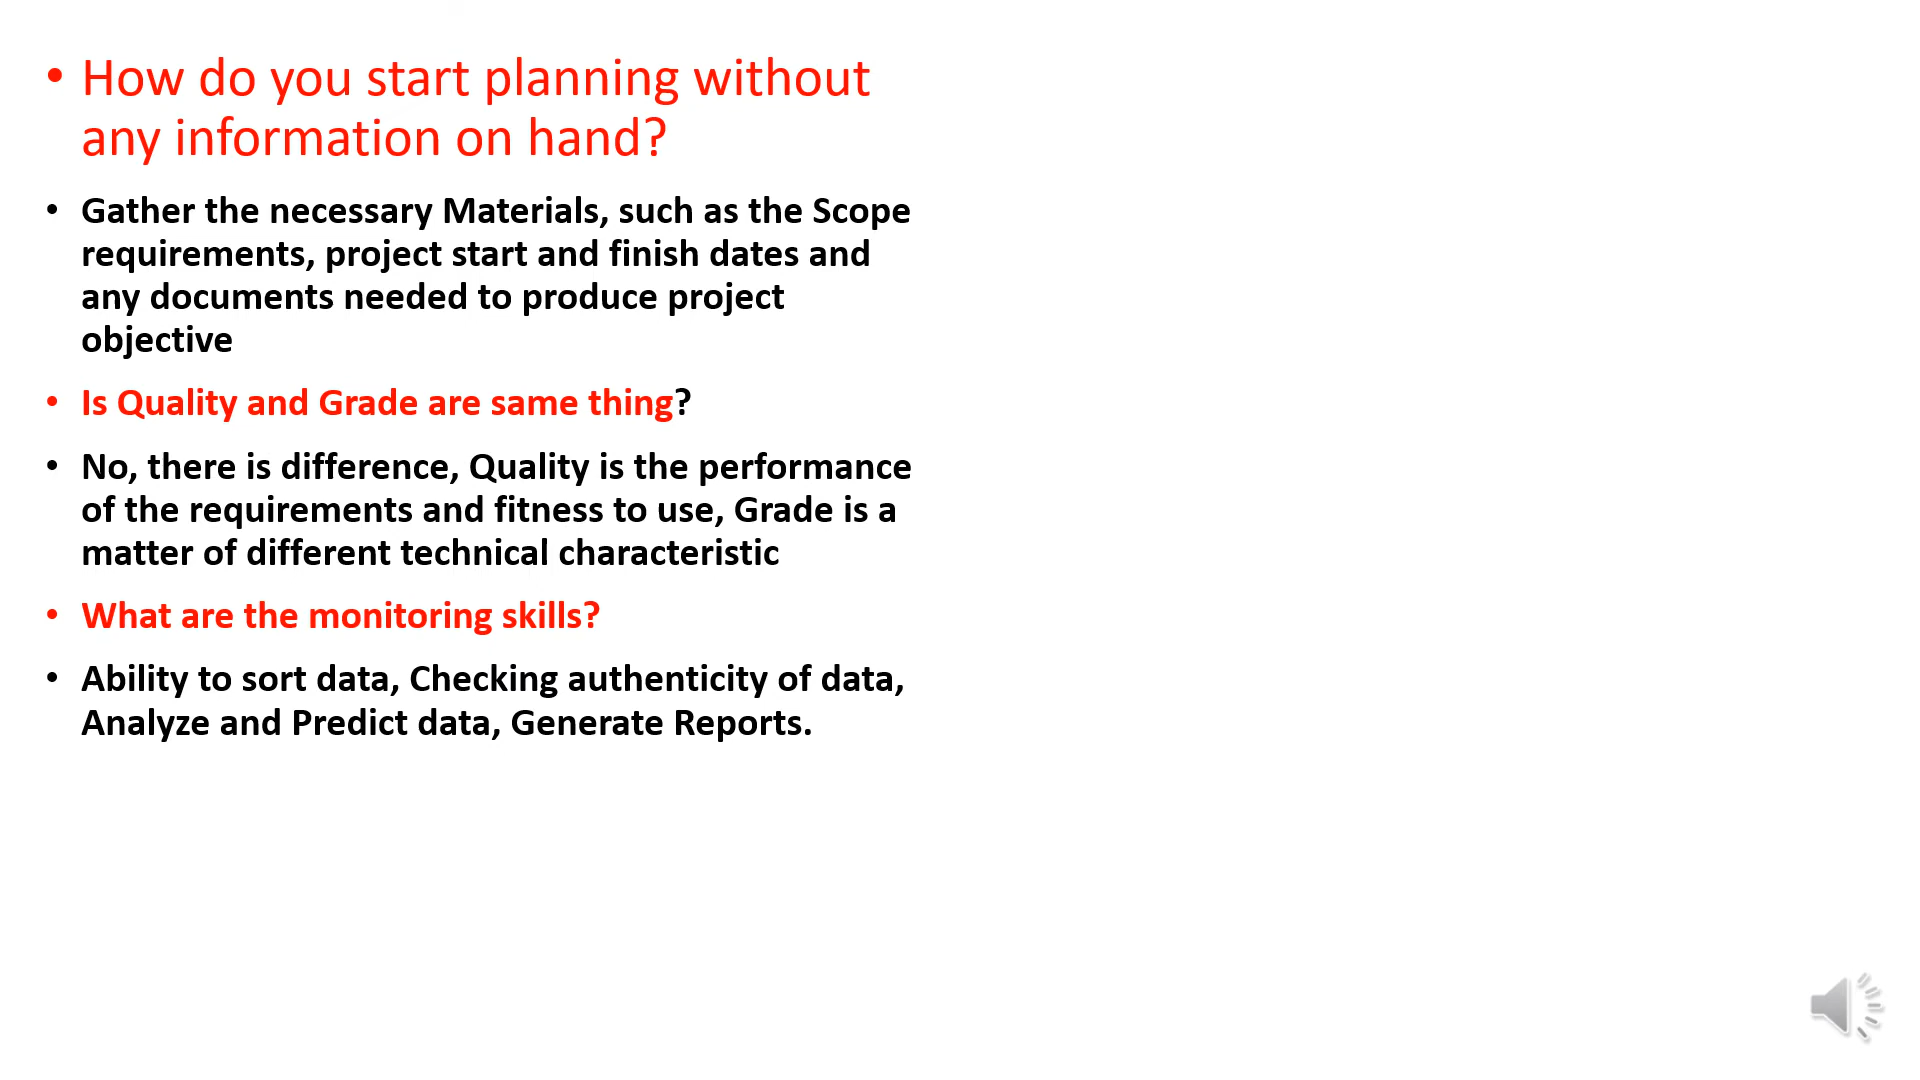 • How do you start planning without
any information on hand?
• Gather the necessary Materials, such as the Scope
requirements, project start and finish dates and
any documents needed to produce project
objective
• Is Quality and Grade are same thing?
• No, there is difference, Quality is the performance
of the requirements and fitness to use, Grade is a
matter of different technical characteristic
• What are the monitoring skills?
• Ability to sort data, Checking authenticity of data,
Analyze and Predict data, Generate Reports.